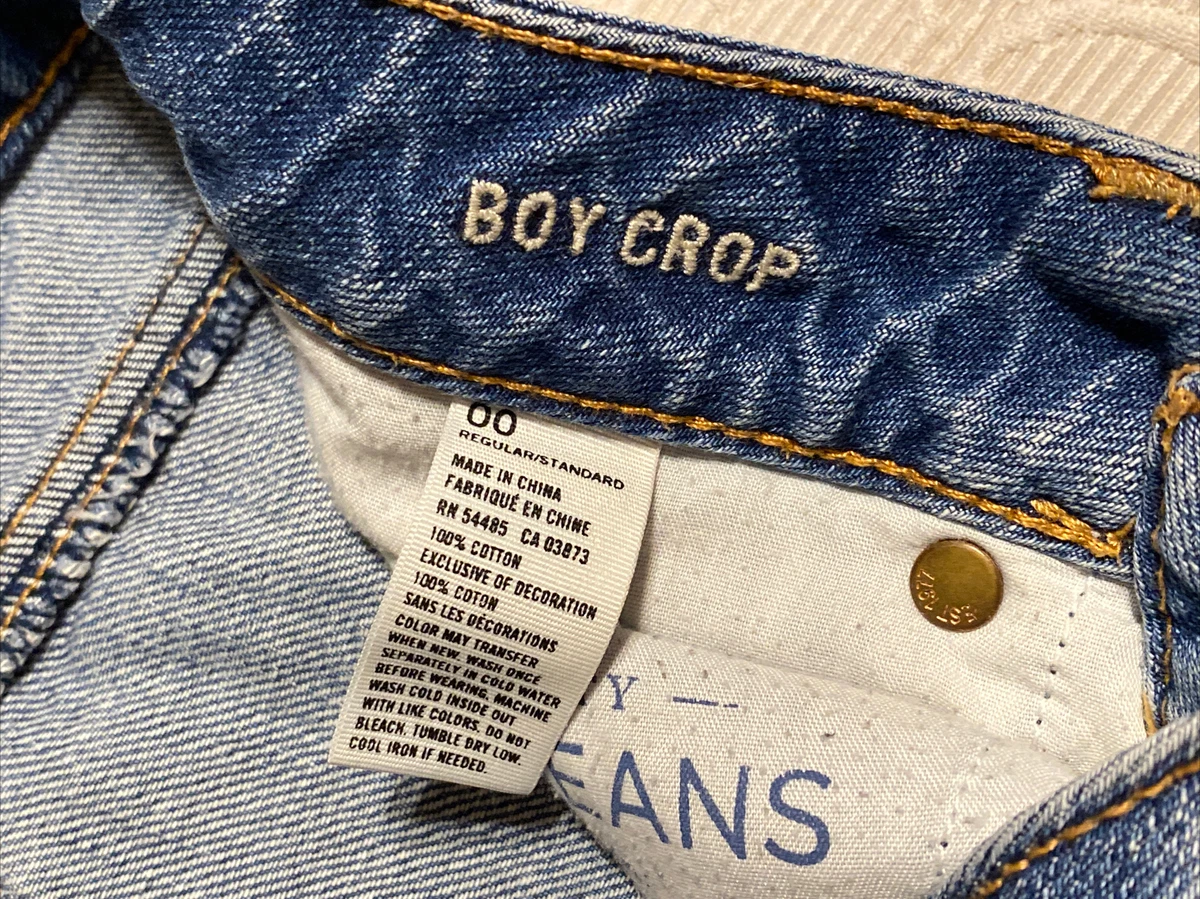 BOY CROP
00
REGULAR/STANDARD
MADE IN CHINA
FABRIQUÉ EN CHINE
RN 54485 CA 03873
100% COTTON
EXCLUSIVE OF DECORATION
100% COTON
SANS LES DÉCORATIONS
COLOR MAY TRANSFER
WHEN NEW. WASH ONCE
SEPARATELY IN COLD WATER
BEFORE WEARING. MACHINE
WASH COLD INSIDE OUT
WITH LIKE COLORS. DO NOT
BLEACH. TUMBLE DRY LOW.
COOL IRON IF NEEDED.
Y —
EANS
EST 1977